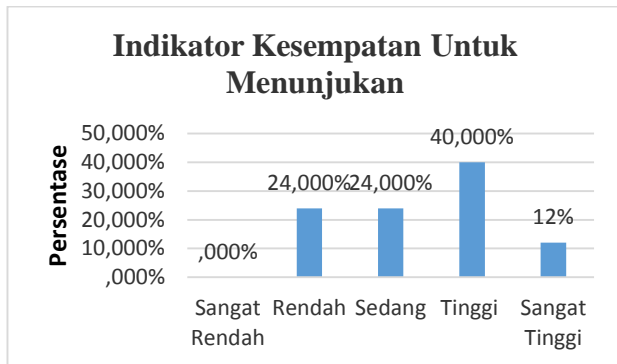 Indikator Kesempatan Untuk
Menunjukan
Persentase
50,000%
40,000%
30,000%
20,000%
10,000%
,000%
,000%
24,000%
24,000%
40,000%
12%
Sangat Rendah
Rendah
Sedang
Tinggi
Sangat Tinggi